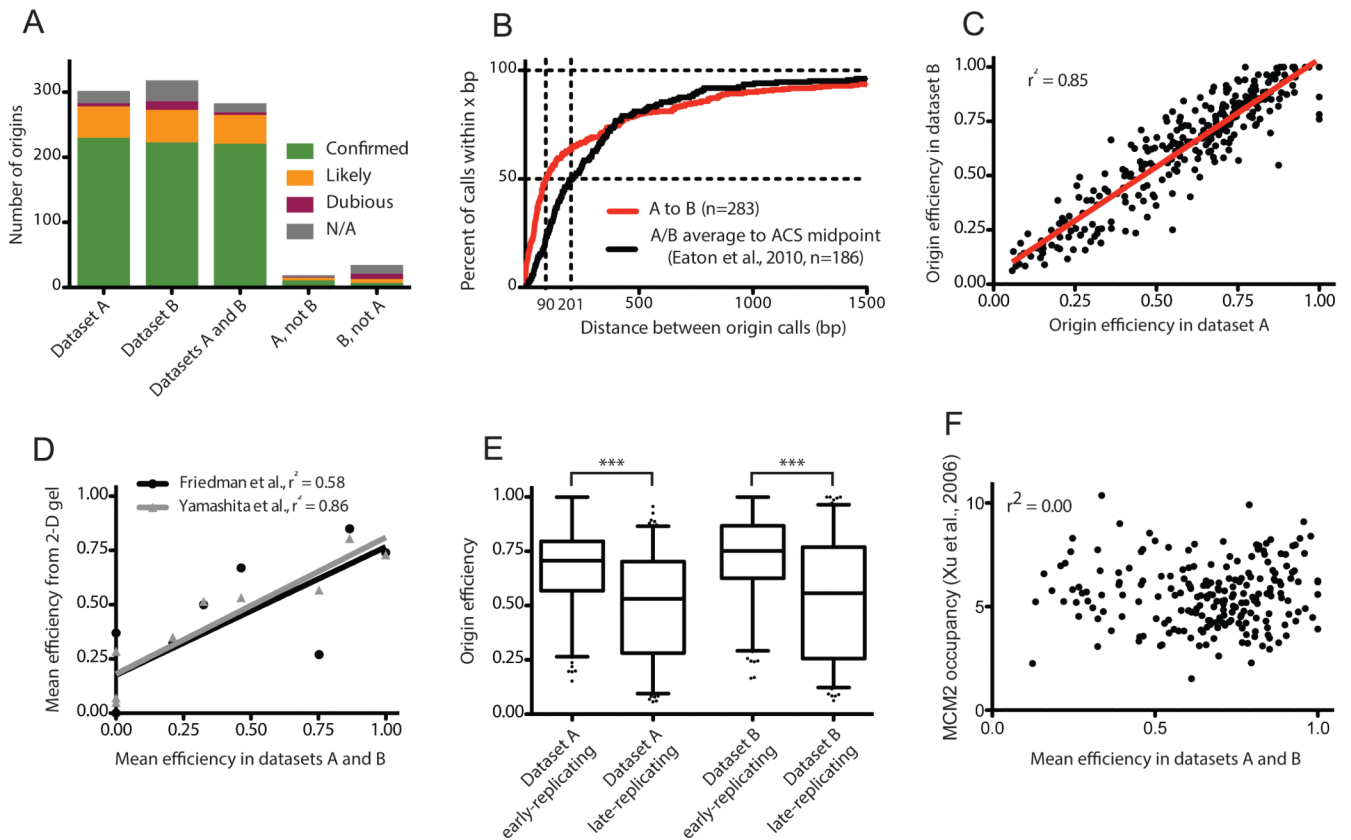 A
Number of origins
300
200
100
0
Confirmed
Likely
Dubious
N/A
Dataset A
Dataset B
Datasets A and B
A, not B
B, not A
B
Percent of calls within x bp
100
50
0
90
201
500
1000
1500
A to B (n=283)
A/B average to ACS midpoint
(Eaton et al., 2010, n=186)
Distance between origin calls (bp)
C
Origin efficiency in dataset B
r² = 0.85
1.00
0.75
0.50
0.25
0.00
0.00
0.25
0.50
0.75
1.00
Origin efficiency in dataset A
D
Mean efficiency from 2-D gel
Friedman et al., r² = 0.58
Yamashita et al., r² = 0.86
1.00
0.75
0.50
0.25
0.00
0.00
0.25
0.50
0.75
1.00
Mean efficiency in datasets A and B
E
Origin efficiency
***
***
1.00
0.75
0.50
0.25
0.00
Dataset A
early-replicating
Dataset A
late-replicating
Dataset B
early-replicating
Dataset B
late-replicating
F
MCM2 occupancy (Xu et al., 2006)
r² = 0.00
10
5
0
0.0
0.5
1.0
Mean efficiency in datasets A and B